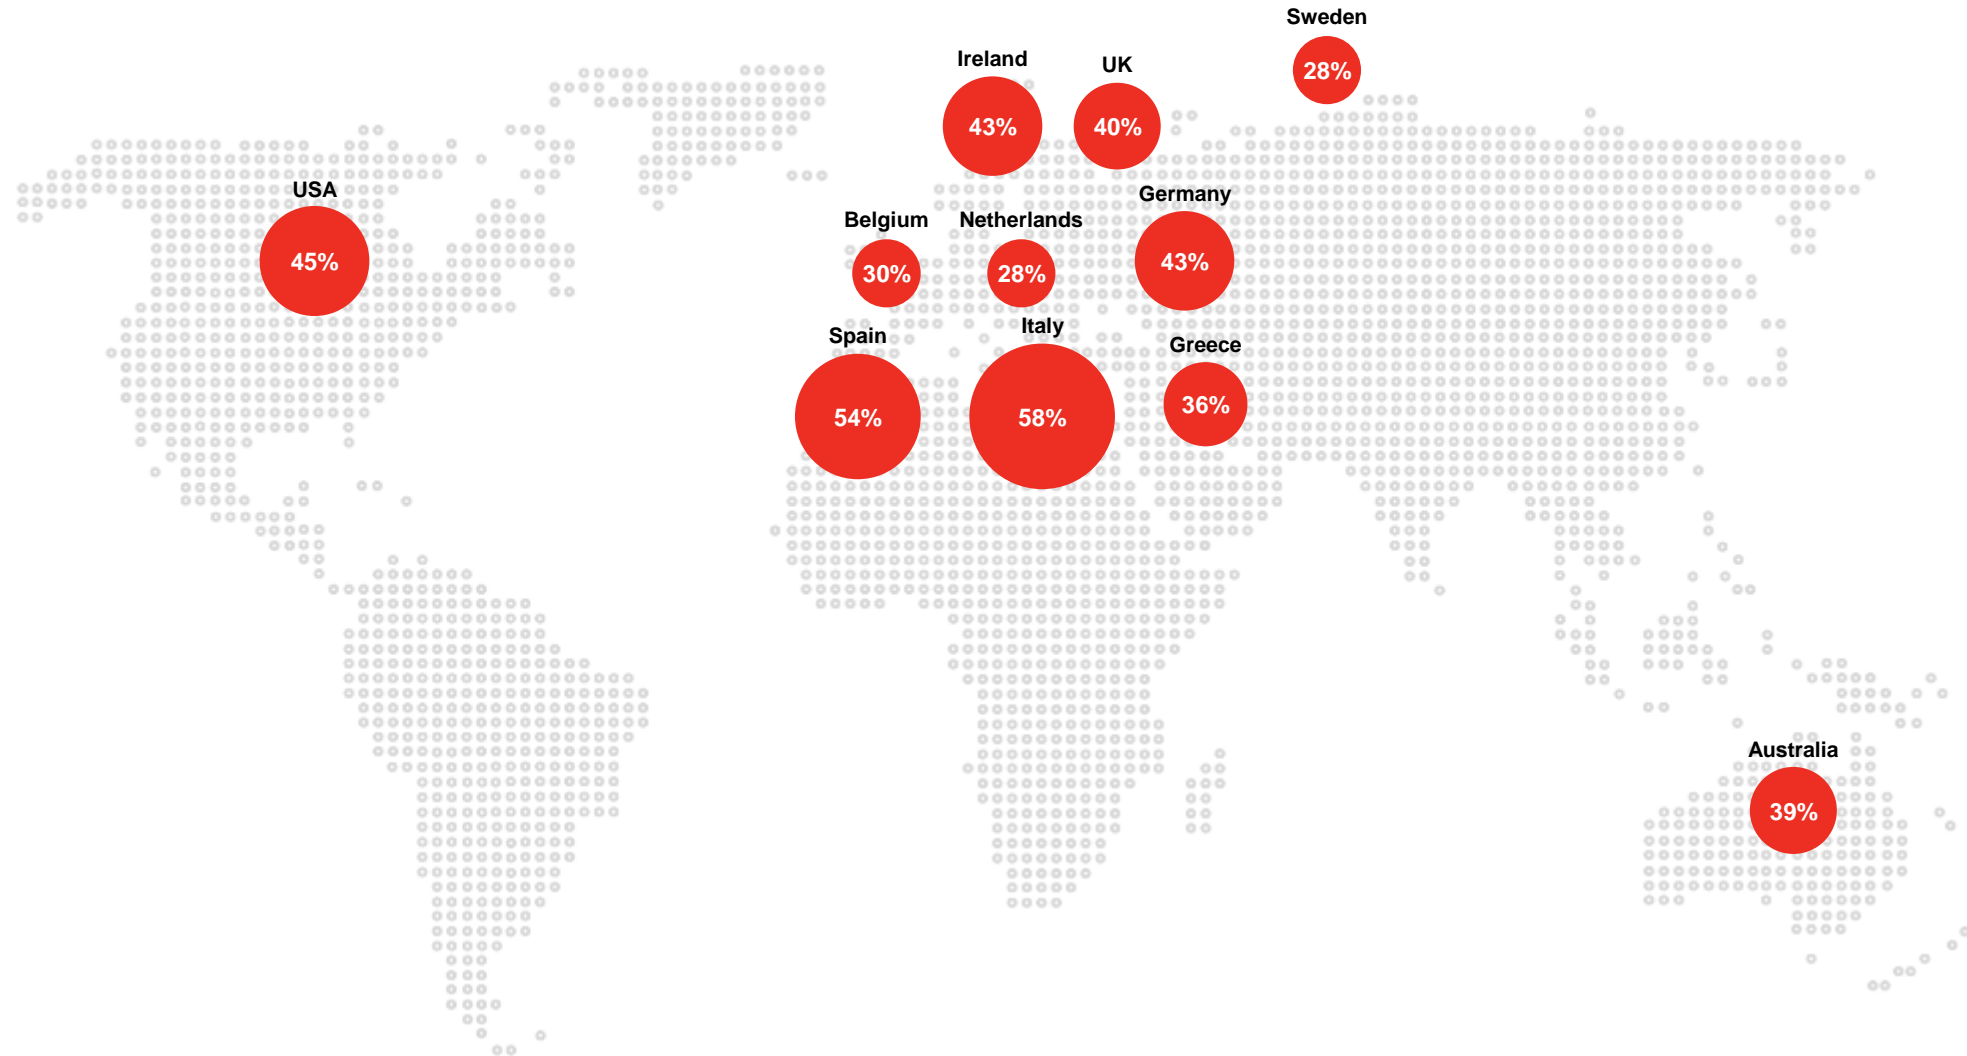 Sweden
28%
Ireland
43%
UK
40%
USA
45%
Germany
43%
Belgium
30%
Netherlands
28%
Spain
54%
Italy
58%
Greece
36%
Australia
39%